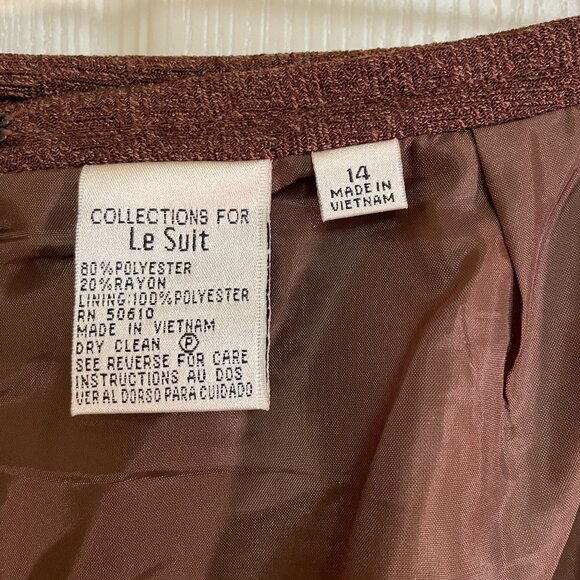 COLLECTIONS FOR
Le Suit
80%POLYESTER
20%RAYON
LINING:100%POLYESTER
RN 50610
MADE IN VIETNAM
DRY CLEAN Ⓟ
SEE REVERSE FOR CARE
INSTRUCTIONS AU DOS
VER AL DORSO PARA CUIDADO
14
MADE IN
VIETNAM